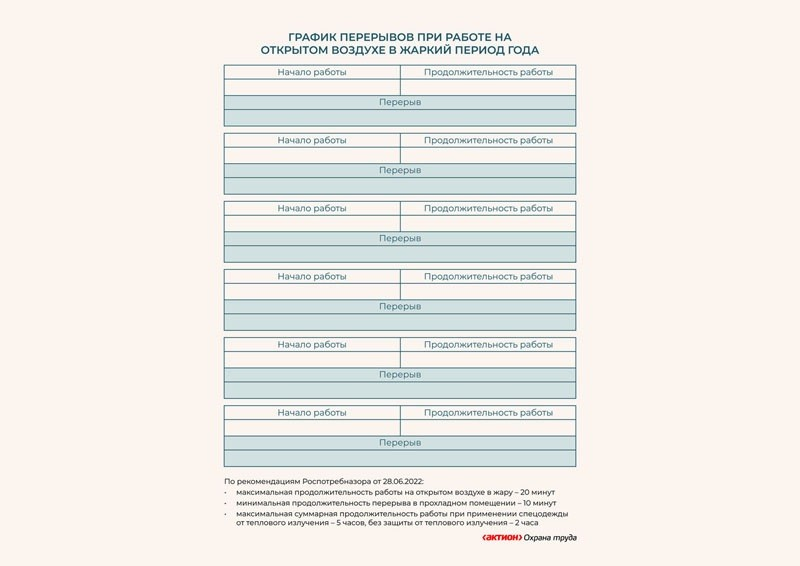 ГРАФИК ПЕРЕРЫВОВ ПРИ РАБОТЕ НА
ОТКРЫТОМ ВОЗДУХЕ В ЖАРКИЙ ПЕРИОД ГОДА
Начало работы Продолжительность работы
Перерыв
Начало работы Продолжительность работы
Перерыв
Начало работы Продолжительность работы
Перерыв
Начало работы Продолжительность работы
Перерыв
Начало работы Продолжительность работы
Перерыв
Начало работы Продолжительность работы
Перерыв
По рекомендациям Роспотребназора от 28.06.2022:
• максимальная продолжительность работы на открытом воздухе в жару – 20 минут
• минимальная продолжительность перерыва в прохладном помещении – 10 минут
• максимальная суммарная продолжительность работы при применении спецодежды
от теплового излучения – 5 часов, без защиты от теплового излучения – 2 часа
‹актион› Охрана труда